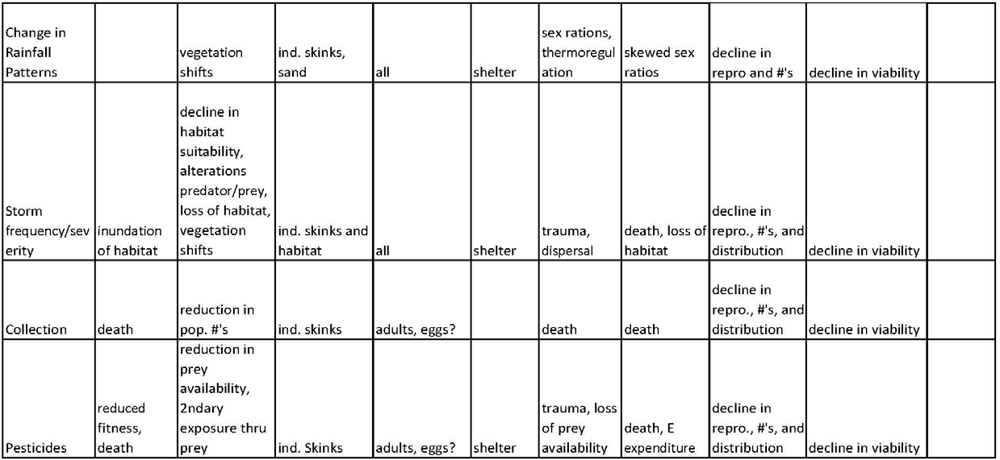 Change in
Rainfall
Patterns
vegetation
shifts
ind. skinks,
sand
all
shelter
sex rations,
thermoregul
ation
skewed sex
ratios
decline in
repro and #'s
decline in viability
Storm
frequency/sev
erity
inundation
of habitat
decline in
habitat
suitability,
alterations
predator/prey,
loss of habitat,
vegetation
shifts
ind. skinks and
habitat
all
shelter
trauma,
dispersal
death, loss of
habitat
decline in
repro., #'s, and
distribution
decline in viability
Collection
death
reduction in
pop. #'s
ind. skinks
adults, eggs?
death
death
decline in
repro., #'s, and
distribution
decline in viability
Pesticides
reduced
fitness,
death
reduction in
prey
availability,
2ndary
exposure thru
prey
ind. Skinks
adults, eggs?
shelter
trauma, loss
of prey
availability
death, E
expenditure
decline in
repro., #'s, and
distribution
decline in viability